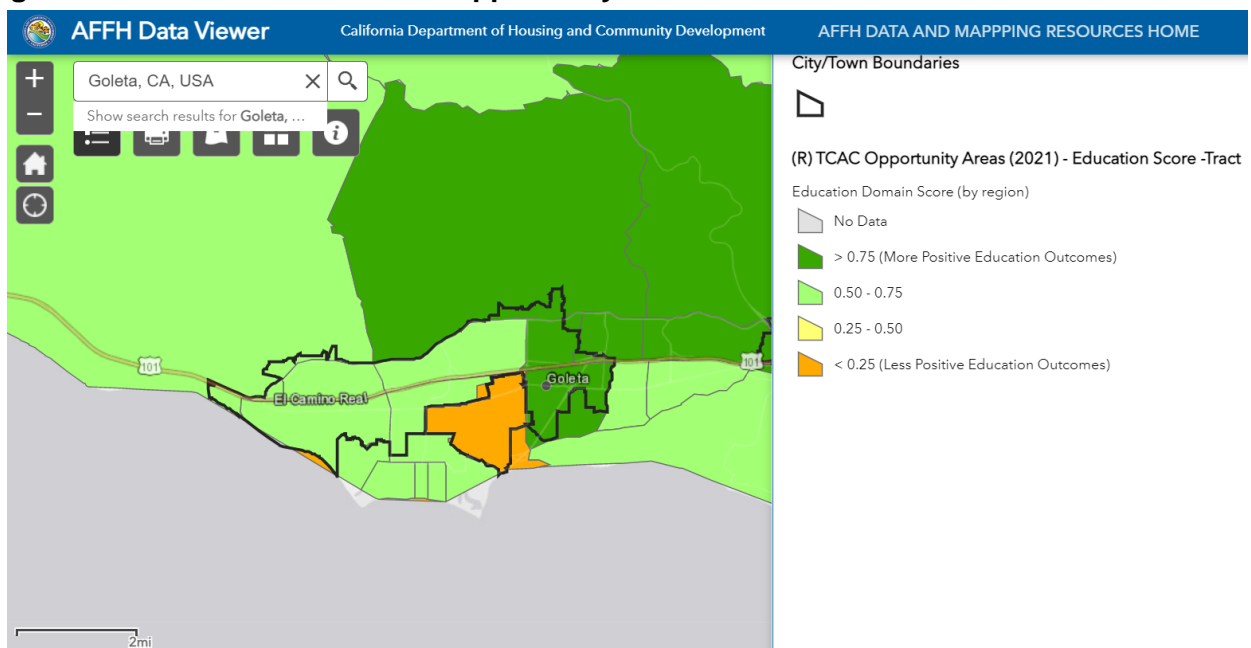 AFFH Data Viewer
California Department of Housing and Community Development
AFFH DATA AND MAPPPING RESOURCES HOME
Goleta, CA, USA
Show search results for Goleta, ...
101
101
Goleta
El Camino Real
2mi
City/Town Boundaries
(R) TCAC Opportunity Areas (2021) - Education Score -Tract
Education Domain Score (by region)
No Data
> 0.75 (More Positive Education Outcomes)
0.50 - 0.75
0.25 - 0.50
< 0.25 (Less Positive Education Outcomes)